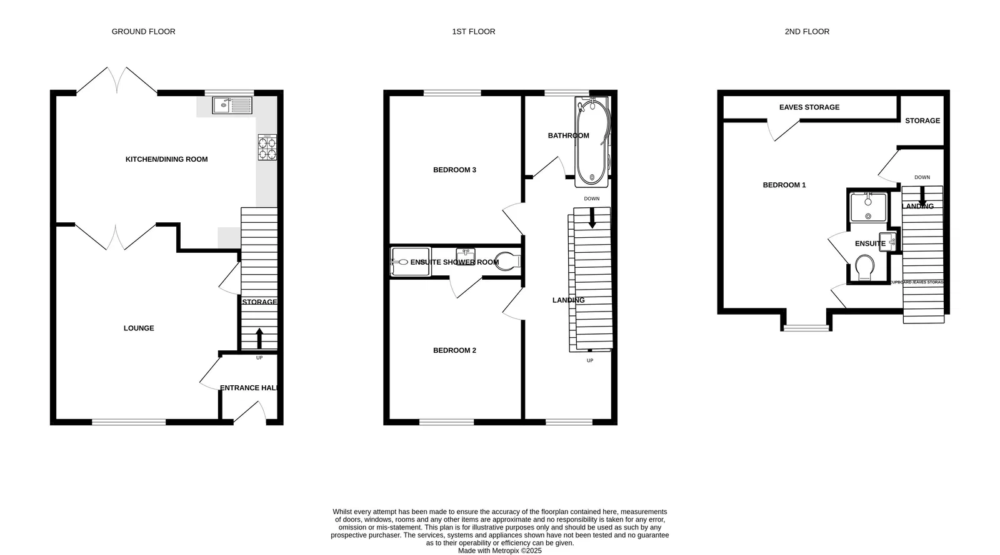 GROUND FLOOR
1ST FLOOR
2ND FLOOR
KITCHEN/DINING ROOM
LOUNGE
STORAGE
UP
ENTRANCE HALL
BEDROOM 3
BATHROOM
DOWN
ENSUITE SHOWER ROOM
LANDING
BEDROOM 2
UP
EAVES STORAGE
STORAGE
BEDROOM 1
DOWN
LANDING
ENSUITE
CUPBOARD /EAVES STORAGE
Whilst every attempt has been made to ensure the accuracy of the floorplan contained here, measurements
of doors, windows, rooms and any other items are approximate and no responsibility is taken for any error,
omission or mis-statement. This plan is for illustrative purposes only and should be used as such by any
prospective purchaser. The services, systems and appliances shown have not been tested and no guarantee
as to their operability or efficiency can be given.
Made with Metropix ©2025